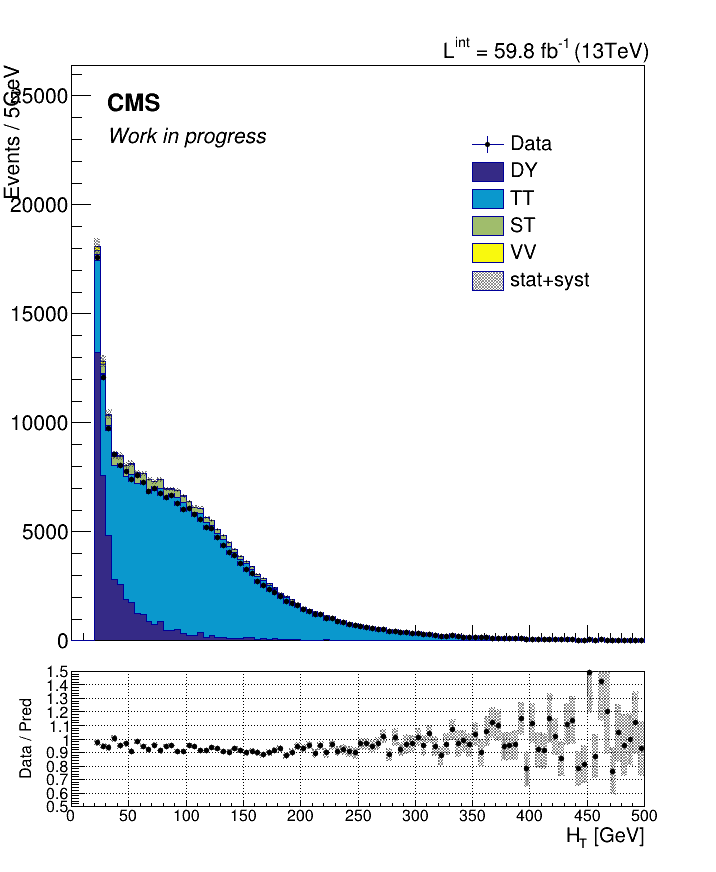 L^int = 59.8 fb^-1 (13TeV)
Events / 5GeV
25000
20000
15000
10000
5000
0
CMS
Work in progress
Data
DY
TT
ST
VV
stat+syst
Data / Pred
1.5
1.4
1.3
1.2
1.1
1
0.9
0.8
0.7
0.6
0.5
0 50 100 150 200 250 300 350 400 450 500
H_T [GeV]